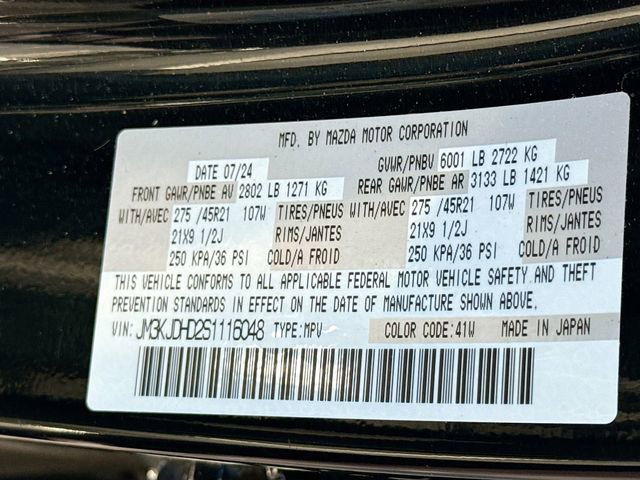 MFD. BY MAZDA MOTOR CORPORATION
DATE 07/24 GVWR/PNBV 6001 LB 2722 KG
FRONT GAWR/PNBE AV 2802 LB 1271 KG REAR GAWR/PNBE AR 3133 LB 1421 KG
WITH/AVEC 275 /45R21 107W TIRES/PNEUS WITH/AVEC 275 /45R21 107W TIRES/PNEUS
21X9 1/2J RIMS/JANTES 21X9 1/2J RIMS/JANTES
250 KPA/36 PSI COLD/A FROID 250 KPA/36 PSI COLD/A FROID
THIS VEHICLE CONFORMS TO ALL APPLICABLE FEDERAL MOTOR VEHICLE SAFETY AND THEFT
PREVENTION STANDARDS IN EFFECT ON THE DATE OF MANUFACTURE SHOWN ABOVE.
VIN: JM3KJDHD2S1116048 TYPE:MPV COLOR CODE:41W MADE IN JAPAN